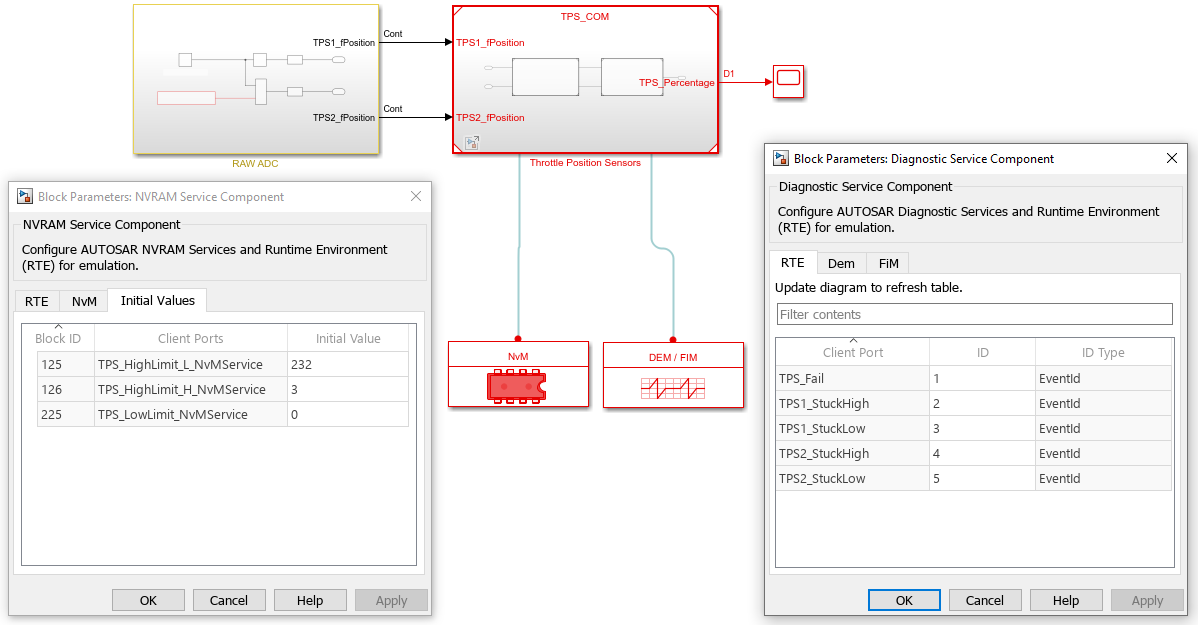 TPS_COM
Cont
TPS1_fPosition
TPS1_fPosition
D1
TPS_Percentage
Cont
TPS2_fPosition
TPS2_fPosition
RAW ADC
Throttle Position Sensors
NvM
DEM / FIM
Block Parameters: NVRAM Service Component
NVRAM Service Component
Configure AUTOSAR NVRAM Services and Runtime Environment
(RTE) for emulation.
RTE NvM Initial Values
Block ID Client Ports Initial Value
125 TPS_HighLimit_L_NvMService 232
126 TPS_HighLimit_H_NvMService 3
225 TPS_LowLimit_NvMService 0
OK Cancel Help Apply
Block Parameters: Diagnostic Service Component
Diagnostic Service Component
Configure AUTOSAR Diagnostic Services and Runtime Environment
(RTE) for emulation.
RTE Dem FiM
Update diagram to refresh table.
Filter contents
Client Port ID ID Type
TPS_Fail 1 EventId
TPS1_StuckHigh 2 EventId
TPS1_StuckLow 3 EventId
TPS2_StuckHigh 4 EventId
TPS2_StuckLow 5 EventId
OK Cancel Help Apply